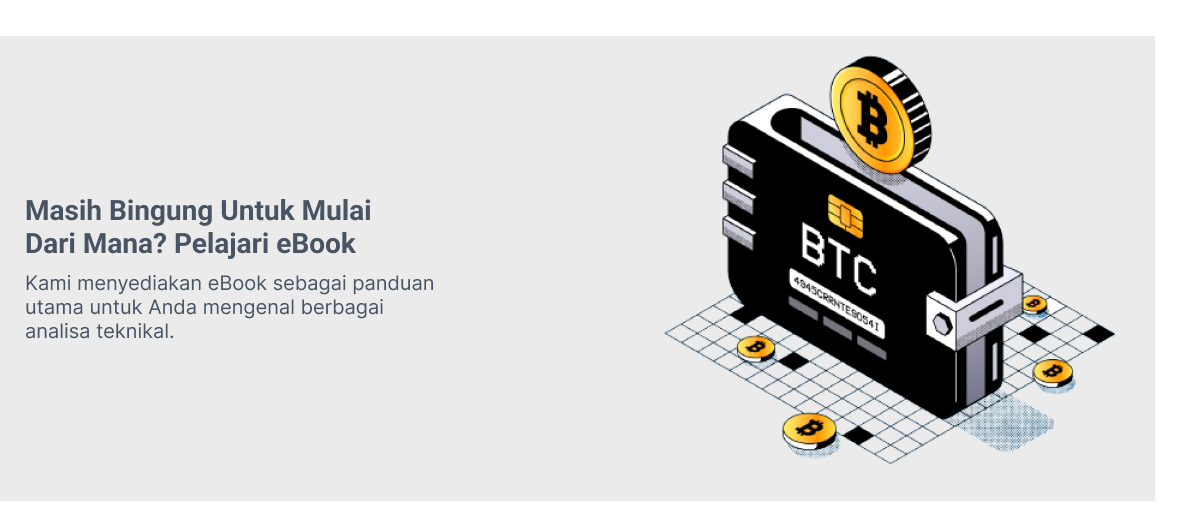 Masih Bingung Untuk Mulai
Dari Mana? Pelajari eBook
Kami menyediakan eBook sebagai panduan
utama untuk Anda mengenal berbagai
analisa teknikal.
BTC